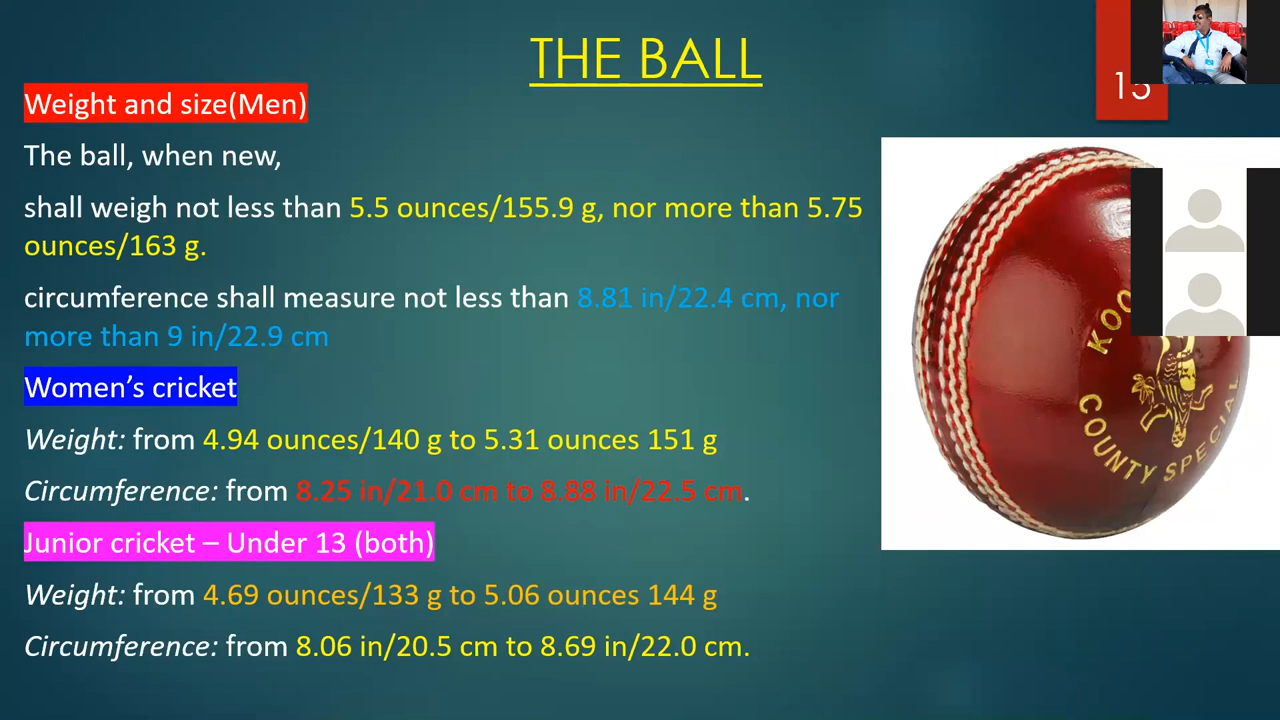 THE BALL
15
Weight and size(Men)
The ball, when new,
shall weigh not less than 5.5 ounces/155.9 g, nor more than 5.75
ounces/163 g.
circumference shall measure not less than 8.81 in/22.4 cm, nor
more than 9 in/22.9 cm
Women’s cricket
Weight: from 4.94 ounces/140 g to 5.31 ounces 151 g
Circumference: from 8.25 in/21.0 cm to 8.88 in/22.5 cm.
Junior cricket – Under 13 (both)
Weight: from 4.69 ounces/133 g to 5.06 ounces 144 g
Circumference: from 8.06 in/20.5 cm to 8.69 in/22.0 cm.
COUNTY SPECIAL